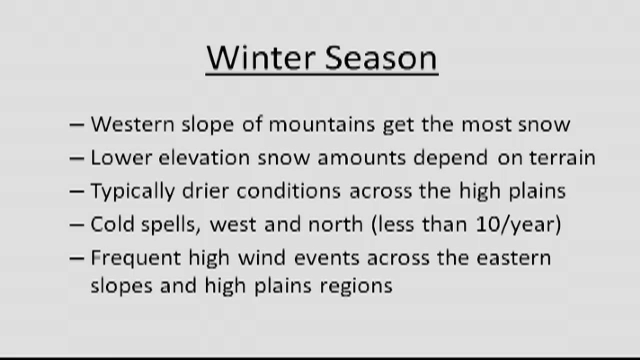 Winter Season
– Western slope of mountains get the most snow
– Lower elevation snow amounts depend on terrain
– Typically drier conditions across the high plains
– Cold spells, west and north (less than 10/year)
– Frequent high wind events across the eastern
slopes and high plains regions